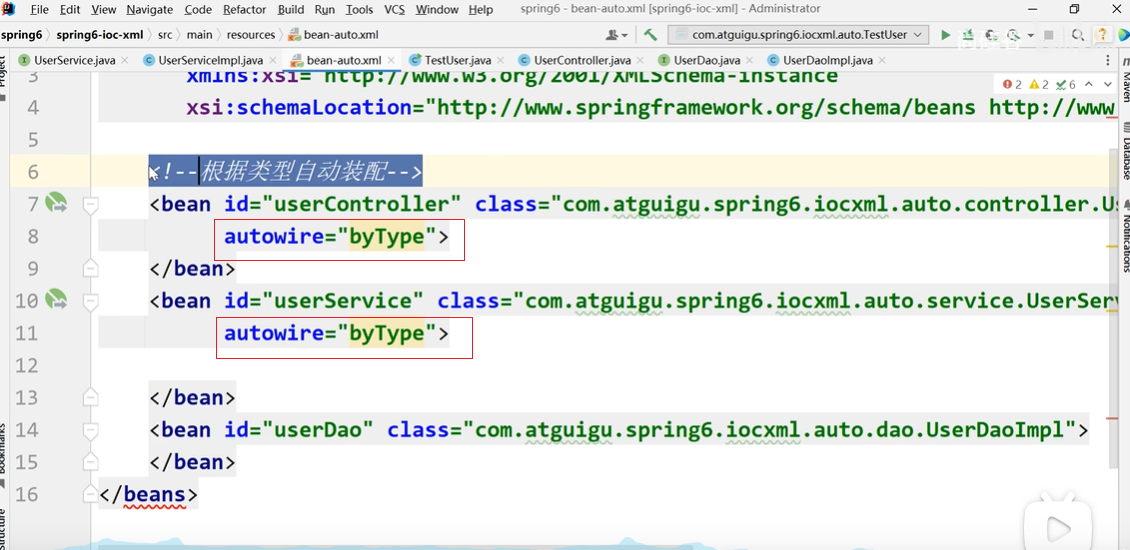 File Edit View Navigate Code Refactor Build Run Tools VCS Window Help spring6 - bean-auto.xml [spring6-ioc-xml] - Administrator
spring6 spring6-ioc-xml src main resources bean-auto.xml com.atguigu.spring6.iocxml.auto.TestUser
UserService.java UserServiceImpl.java bean-auto.xml TestUser.java UserController.java UserDao.java UserDaoImpl.java
Project
Bookmarks
Structure
Maven
Database
Notifications
2 2 6
3 xmlns:xsi="http://www.w3.org/2001/XMLSchema-instance"
4 xsi:schemaLocation="http://www.springframework.org/schema/beans http://www
5
6 <!--根据类型自动装配-->
7 <bean id="userController" class="com.atguigu.spring6.iocxml.auto.controller.Us
8 autowire="byType">
9 </bean>
10 <bean id="userService" class="com.atguigu.spring6.iocxml.auto.service.UserServ
11 autowire="byType">
12
13 </bean>
14 <bean id="userDao" class="com.atguigu.spring6.iocxml.auto.dao.UserDaoImpl">
15 </bean>
16 </beans>